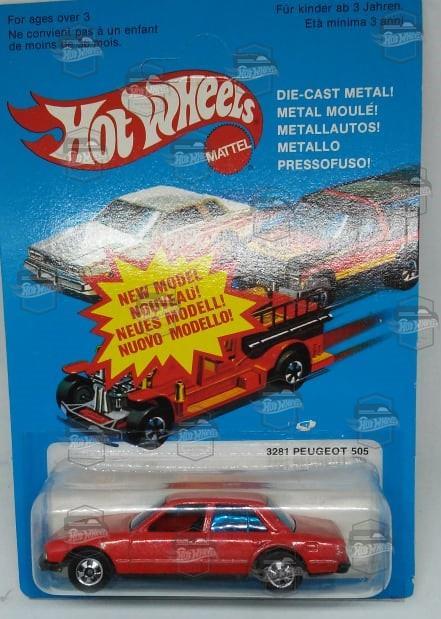 For ages over 3
Ne convient pas à un enfant
de moins de 36 mois.
Für kinder ab 3 Jahren.
Età minima 3 anni
Hot Wheels
MATTEL
DIE-CAST METAL!
METAL MOULÉ!
METALLAUTOS!
METALLO
PRESSOFUSO!
NEW MODEL
NOUVEAU!
NEUES MODELL!
NUOVO MODELLO!
3281 PEUGEOT 505